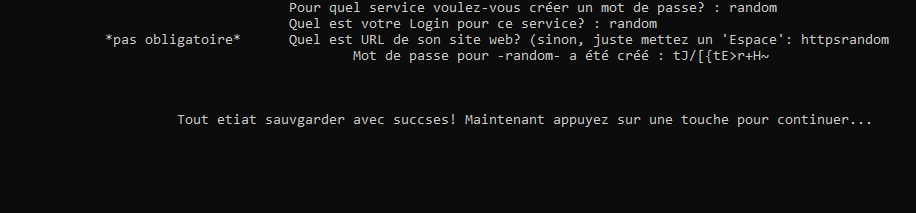 Pour quel service voulez-vous créer un mot de passe? : random
Quel est votre Login pour ce service? : random
*pas obligatoire* Quel est URL de son site web? (sinon, juste mettez un 'Espace': httpsrandom
Mot de passe pour -random- a été créé : tJ/[{tE>r+H~
Tout etiat sauvgarder avec succses! Maintenant appuyez sur une touche pour continuer...